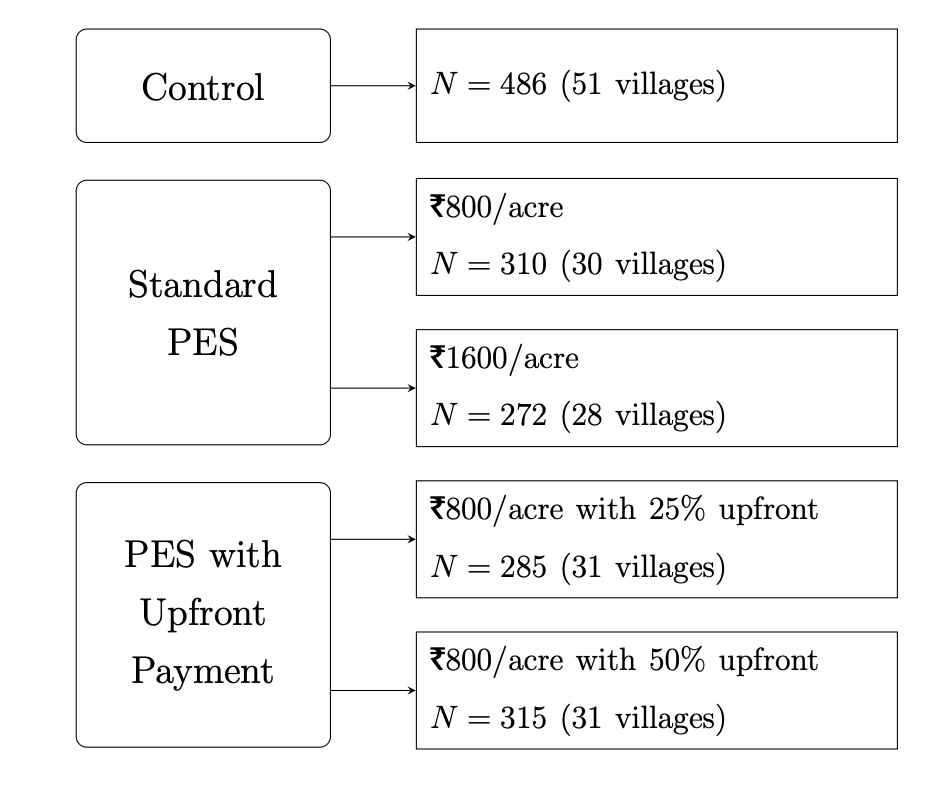 Control
N = 486 (51 villages)
Standard
PES
₹800/acre
N = 310 (30 villages)
₹1600/acre
N = 272 (28 villages)
PES with
Upfront
Payment
₹800/acre with 25% upfront
N = 285 (31 villages)
₹800/acre with 50% upfront
N = 315 (31 villages)